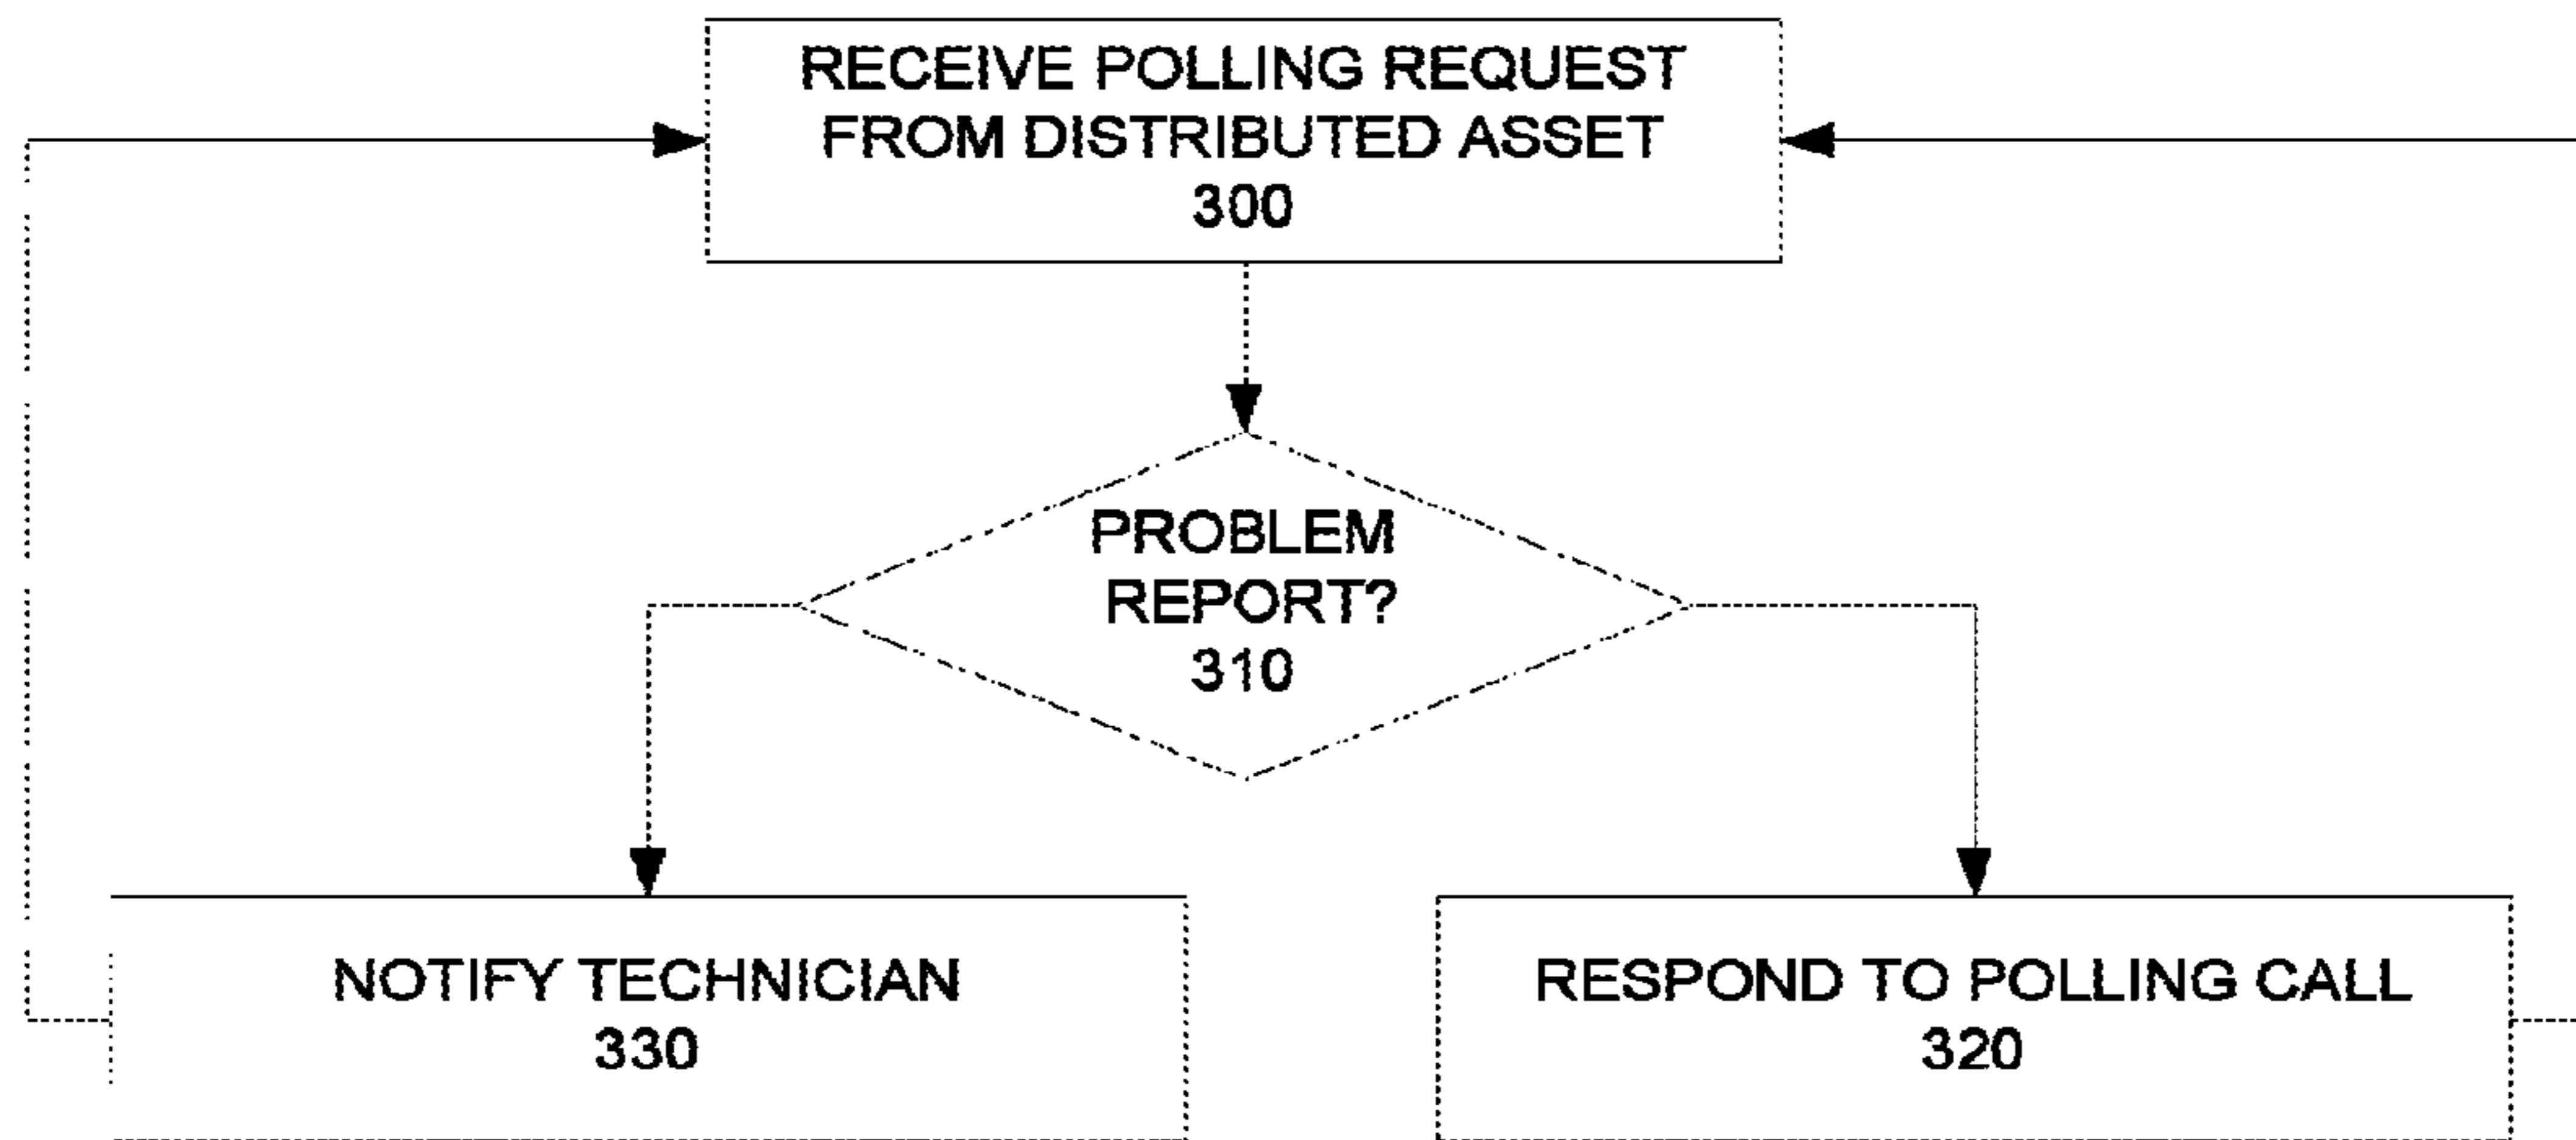 RECEIVE POLLING REQUEST
FROM DISTRIBUTED ASSET
300
PROBLEM
REPORT?
310
NOTIFY TECHNICIAN
330
RESPOND TO POLLING CALL
320